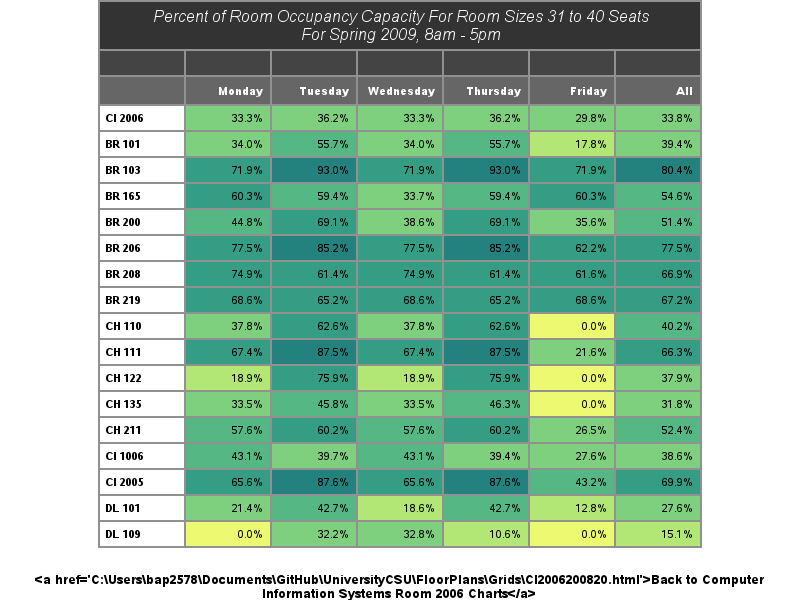 Percent of Room Occupancy Capacity For Room Sizes 31 to 40 Seats
For Spring 2009, 8am - 5pm
Monday Tuesday Wednesday Thursday Friday All
CI 2006 33.3% 36.2% 33.3% 36.2% 29.8% 33.8%
BR 101 34.0% 55.7% 34.0% 55.7% 17.8% 39.4%
BR 103 71.9% 93.0% 71.9% 93.0% 71.9% 80.4%
BR 165 60.3% 59.4% 33.7% 59.4% 60.3% 54.6%
BR 200 44.8% 69.1% 38.6% 69.1% 35.6% 51.4%
BR 206 77.5% 85.2% 77.5% 85.2% 62.2% 77.5%
BR 208 74.9% 61.4% 74.9% 61.4% 61.6% 66.9%
BR 219 68.6% 65.2% 68.6% 65.2% 68.6% 67.2%
CH 110 37.8% 62.6% 37.8% 62.6% 0.0% 40.2%
CH 111 67.4% 87.5% 67.4% 87.5% 21.6% 66.3%
CH 122 18.9% 75.9% 18.9% 75.9% 0.0% 37.9%
CH 135 33.5% 45.8% 33.5% 46.3% 0.0% 31.8%
CH 211 57.6% 60.2% 57.6% 60.2% 26.5% 52.4%
CI 1006 43.1% 39.7% 43.1% 39.4% 27.6% 38.6%
CI 2005 65.6% 87.6% 65.6% 87.6% 43.2% 69.9%
DL 101 21.4% 42.7% 18.6% 42.7% 12.8% 27.6%
DL 109 0.0% 32.2% 32.8% 10.6% 0.0% 15.1%
<a href='C:\Users\bap2578\Documents\GitHub\UniversityCSU\FloorPlans\Grids\CI2006200820.html'>Back to Computer
Information Systems Room 2006 Charts</a>